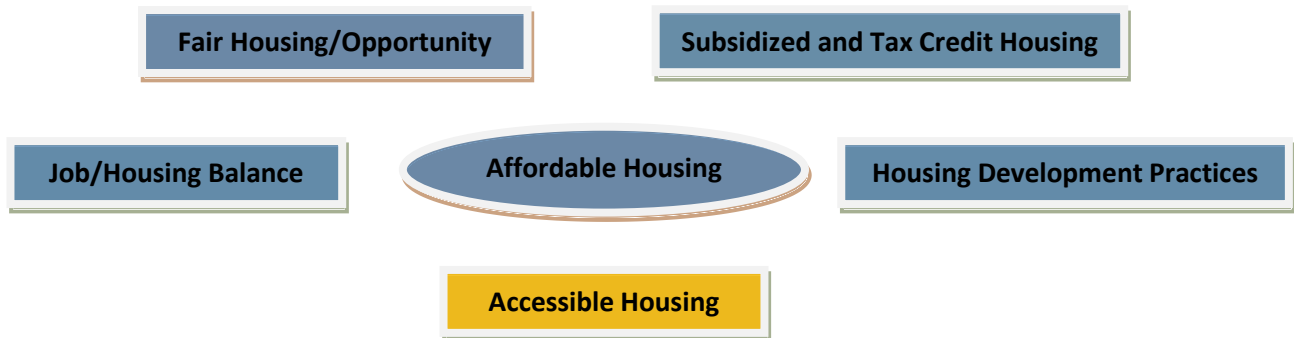 Fair Housing/Opportunity
Subsidized and Tax Credit Housing
Job/Housing Balance
Affordable Housing
Housing Development Practices
Accessible Housing